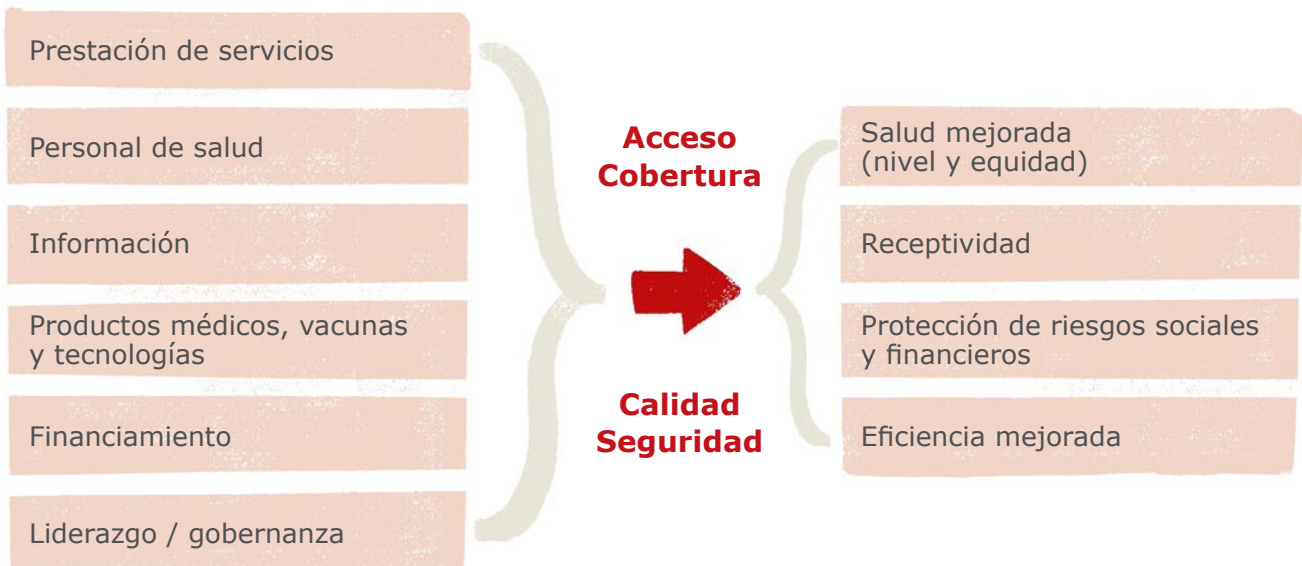 Prestación de servicios
Personal de salud
Información
Productos médicos, vacunas
y tecnologías
Financiamiento
Liderazgo / gobernanza
Acceso
Cobertura
Calidad
Seguridad
Salud mejorada
(nivel y equidad)
Receptividad
Protección de riesgos sociales
y financieros
Eficiencia mejorada